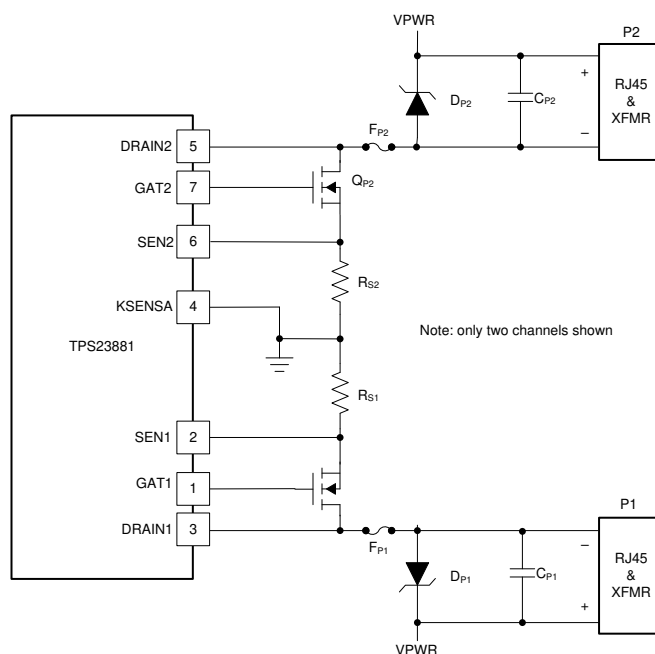 VPWR
P2
+
RJ45
&
XFMR
–
DP2
CP2
FP2
DRAIN2
5
GAT2
7
QP2
SEN2
6
RS2
KSENSA
4
Note: only two channels shown
TPS23881
RS1
SEN1
2
GAT1
1
DRAIN1
3
FP1
P1
–
RJ45
&
XFMR
+
DP1
CP1
VPWR